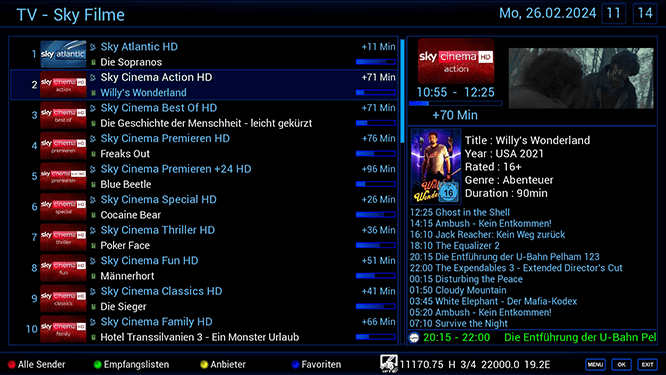 TV - Sky Filme
Mo, 26.02.2024 11 14
1 sky atlantic Sky Atlantic HD +11 Min
Die Sopranos
2 sky cinema HD action Sky Cinema Action HD +71 Min
Willy's Wonderland
3 sky cinema HD best of Sky Cinema Best Of HD +71 Min
Die Geschichte der Menschheit - leicht gekürzt
4 sky cinema HD premieren Sky Cinema Premieren HD +76 Min
Freaks Out
5 sky cinema premieren Sky Cinema Premieren +24 HD +96 Min
Blue Beetle
6 sky cinema HD special Sky Cinema Special HD +26 Min
Cocaine Bear
7 sky cinema HD thriller Sky Cinema Thriller HD +36 Min
Poker Face
8 sky cinema HD fun Sky Cinema Fun HD +51 Min
Männerhort
9 sky cinema HD classics Sky Cinema Classics HD +41 Min
Die Sieger
10 sky cinema HD family Sky Cinema Family HD +66 Min
Hotel Transsilvanien 3 - Ein Monster Urlaub
sky cinema HD
action
10:55 - 12:25
+70 Min
Willy's
Wonderland
16
Title : Willy's Wonderland
Year : USA 2021
Rated : 16+
Genre : Abenteuer
Duration : 90min
12:25 Ghost in the Shell
14:15 Ambush - Kein Entkommen!
16:10 Jack Reacher: Kein Weg zurück
18:10 The Equalizer 2
20:15 Die Entführung der U-Bahn Pelham 123
22:00 The Expendables 3 - Extended Director's Cut
00:15 Disturbing the Peace
01:50 Cloudy Mountain
03:45 White Elephant - Der Mafia-Kodex
05:20 Ambush - Kein Entkommen!
07:10 Survive the Night
20:15 - 22:00 Die Entführung der U-Bahn Pel
Alle Sender Empfangslisten Anbieter Favoriten 11170.75 H 3/4 22000.0 19.2E MENU OK EXIT